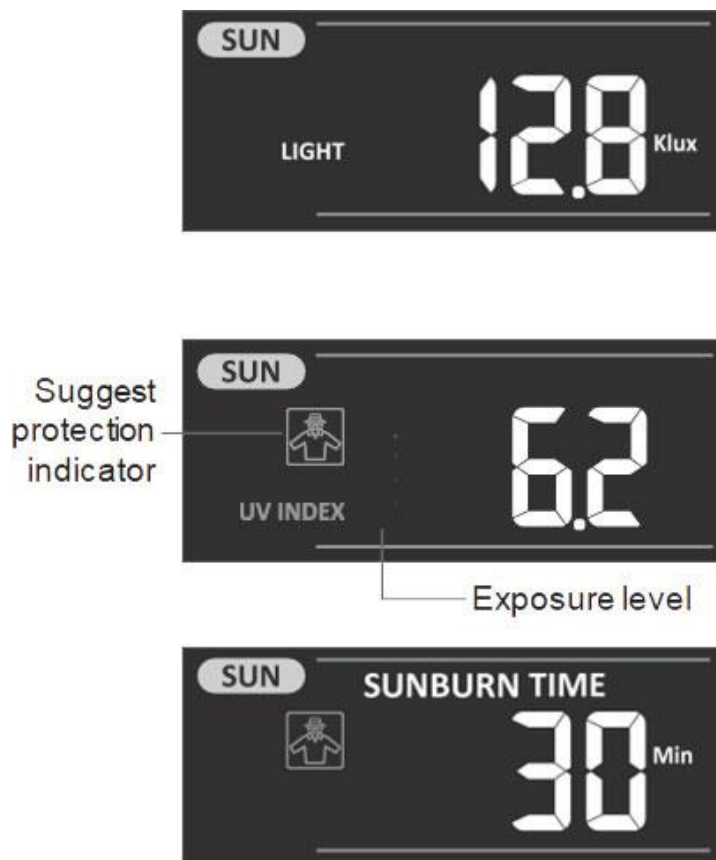 SUN
LIGHT 12.8 Klux
SUN
Suggest
protection
indicator
UV INDEX 6.2
Exposure level
SUN SUNBURN TIME
30 Min